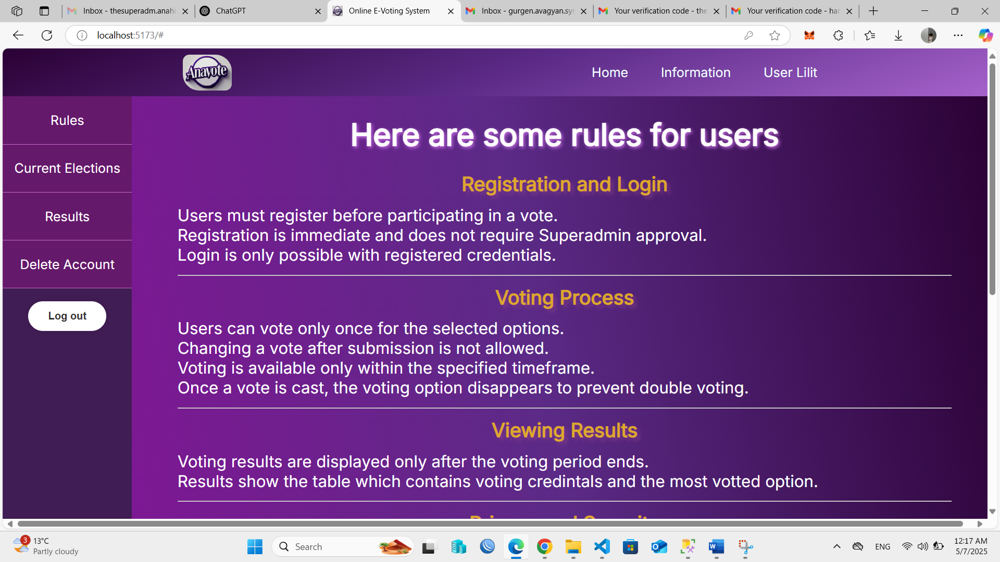 Inbox - thesuperadm.anahi
ChatGPT
Online E-Voting System
Inbox - gurgen.avagyan.syr
Your verification code - the
Your verification code - har
localhost:5173/#
Anavote
Home
Information
User Lilit
Rules
Current Elections
Results
Delete Account
Log out
Here are some rules for users
Registration and Login
Users must register before participating in a vote.
Registration is immediate and does not require Superadmin approval.
Login is only possible with registered credentials.
Voting Process
Users can vote only once for the selected options.
Changing a vote after submission is not allowed.
Voting is available only within the specified timeframe.
Once a vote is cast, the voting option disappears to prevent double voting.
Viewing Results
Voting results are displayed only after the voting period ends.
Results show the table which contains voting credintals and the most votted option.
3
13°C
Partly cloudy
Search
ENG
12:17 AM
5/7/2025